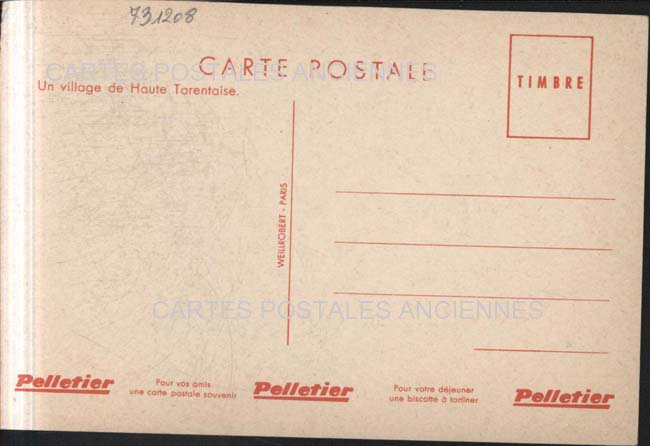 731208
CARTE POSTALE
CARTES POSTALES ANCIENNES
TIMBRE
Un village de Haute Tarentaise.
WEILLROBERT - PARIS
CARTES POSTALES ANCIENNES
Pelletier
Pour vos amis
une carte postale souvenir
Pelletier
Pour votre déjeuner
une biscotte à tartiner
Pelletier